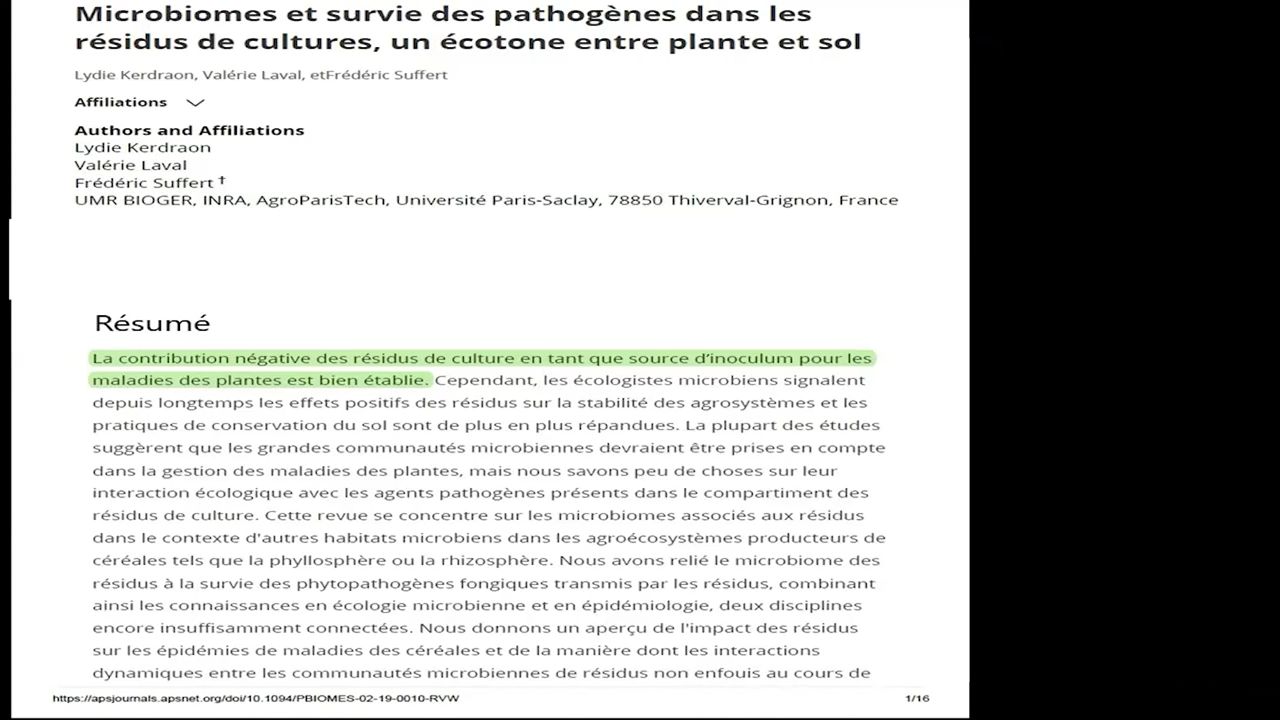 Microbiomes et survie des pathogènes dans les
résidus de cultures, un écotone entre plante et sol
Lydie Kerdraon, Valérie Laval, etFrédéric Suffert
Affiliations
Authors and Affiliations
Lydie Kerdraon
Valérie Laval
Frédéric Suffert †
UMR BIOGER, INRA, AgroParisTech, Université Paris-Saclay, 78850 Thiverval-Grignon, France
Résumé
La contribution négative des résidus de culture en tant que source d'inoculum pour les
maladies des plantes est bien établie. Cependant, les écologistes microbiens signalent
depuis longtemps les effets positifs des résidus sur la stabilité des agrosystèmes et les
pratiques de conservation du sol sont de plus en plus répandues. La plupart des études
suggèrent que les grandes communautés microbiennes devraient être prises en compte
dans la gestion des maladies des plantes, mais nous savons peu de choses sur leur
interaction écologique avec les agents pathogènes présents dans le compartiment des
résidus de culture. Cette revue se concentre sur les microbiomes associés aux résidus
dans le contexte d'autres habitats microbiens dans les agroécosystèmes producteurs de
céréales tels que la phyllosphère ou la rhizosphère. Nous avons relié le microbiome des
résidus à la survie des phytopathogènes fongiques transmis par les résidus, combinant
ainsi les connaissances en écologie microbienne et en épidémiologie, deux disciplines
encore insuffisamment connectées. Nous donnons un aperçu de l'impact des résidus
sur les épidémies de maladies des céréales et de la manière dont les interactions
dynamiques entre les communautés microbiennes de résidus non enfouis au cours de
https://apsjournals.apsnet.org/doi/10.1094/PBIOMES-02-19-0010-RVW 1/16